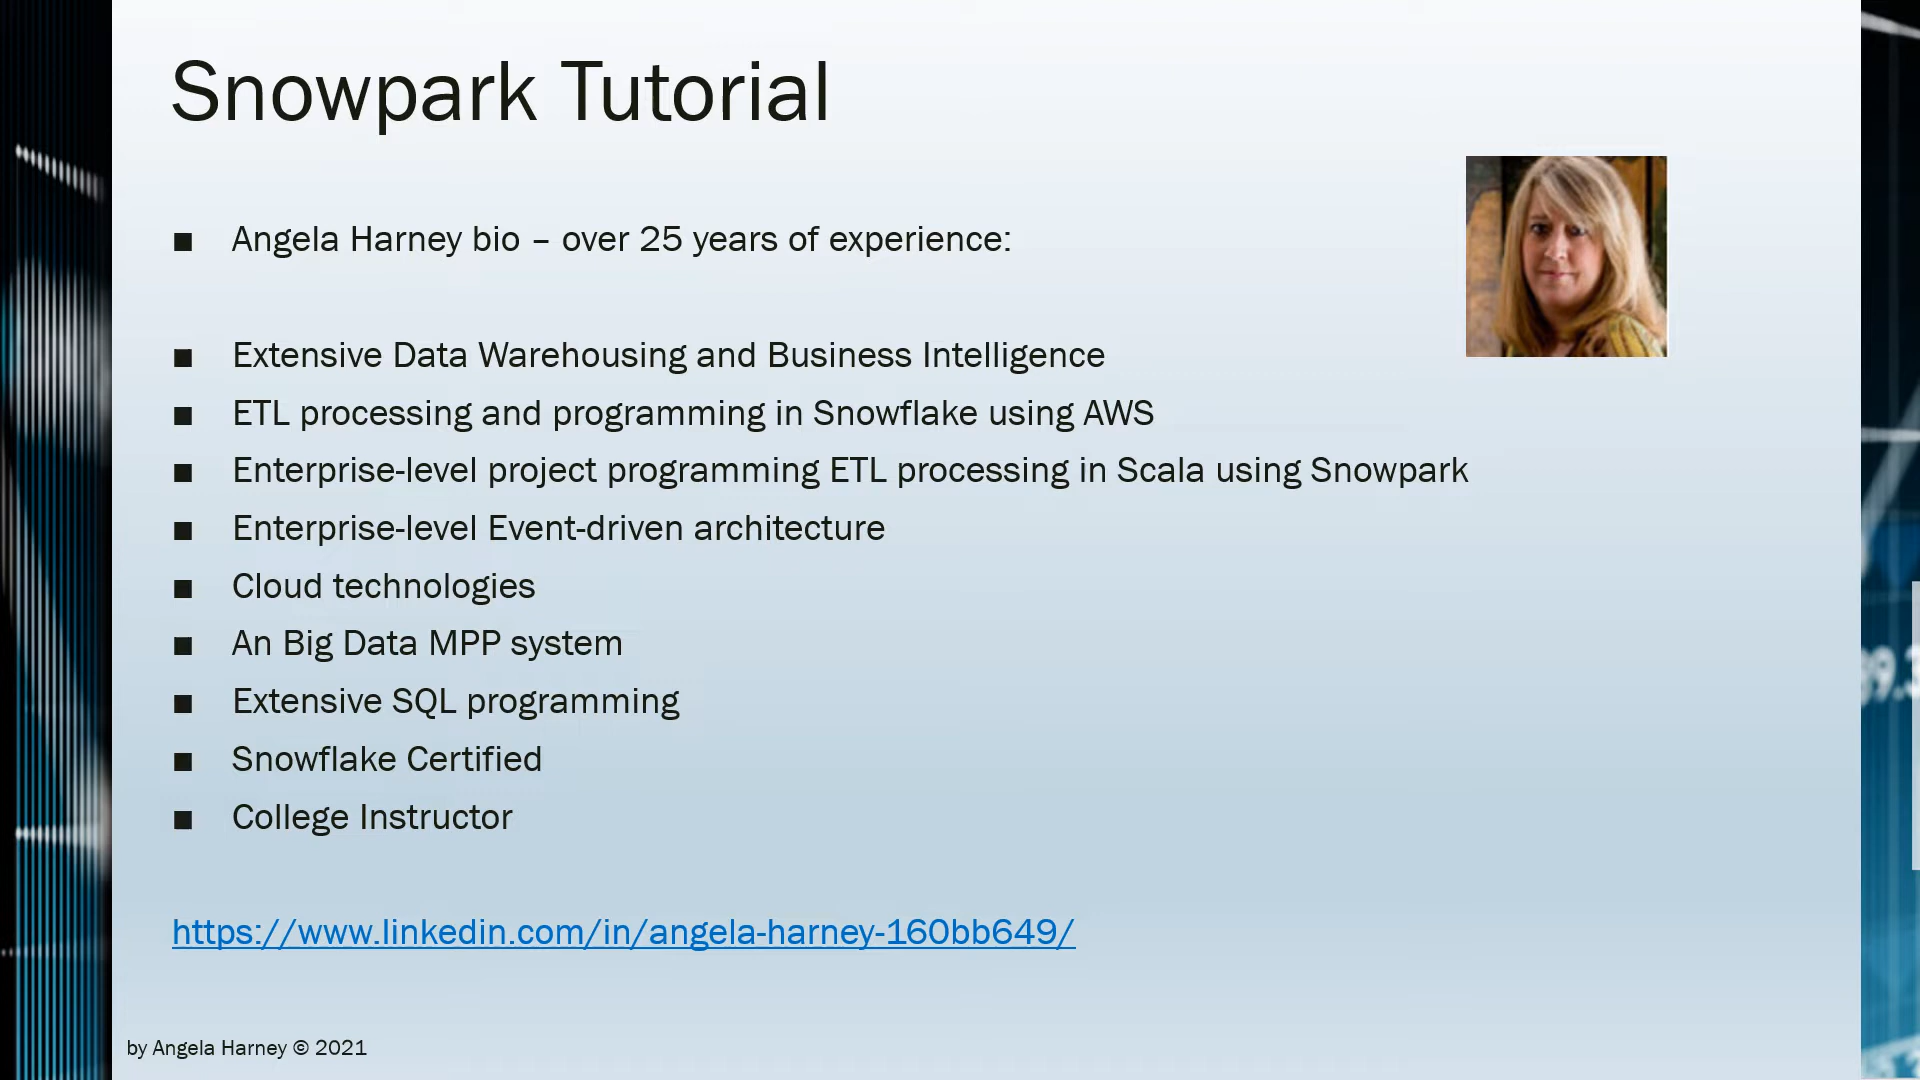 Snowpark Tutorial
■ Angela Harney bio – over 25 years of experience:
■ Extensive Data Warehousing and Business Intelligence
■ ETL processing and programming in Snowflake using AWS
■ Enterprise-level project programming ETL processing in Scala using Snowpark
■ Enterprise-level Event-driven architecture
■ Cloud technologies
■ An Big Data MPP system
■ Extensive SQL programming
■ Snowflake Certified
■ College Instructor
https://www.linkedin.com/in/angela-harney-160bb649/
by Angela Harney © 2021